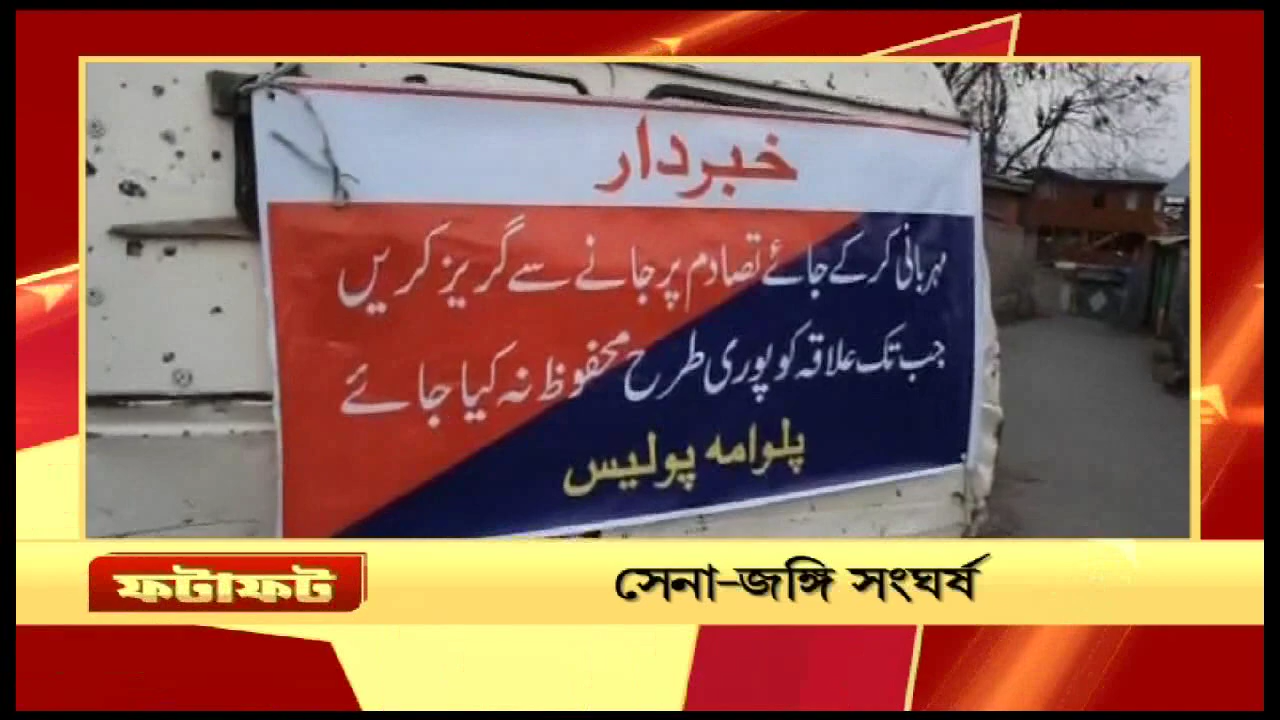 خبردار
مہربانی کر کے جائے تصادم پر جانے سے گریز کریں
جب تک علاقہ کو پوری طرح محفوظ نہ کیا جائے
پلوامہ پولیس
ফটাফট
সেনা-জঙ্গি সংঘর্ষ